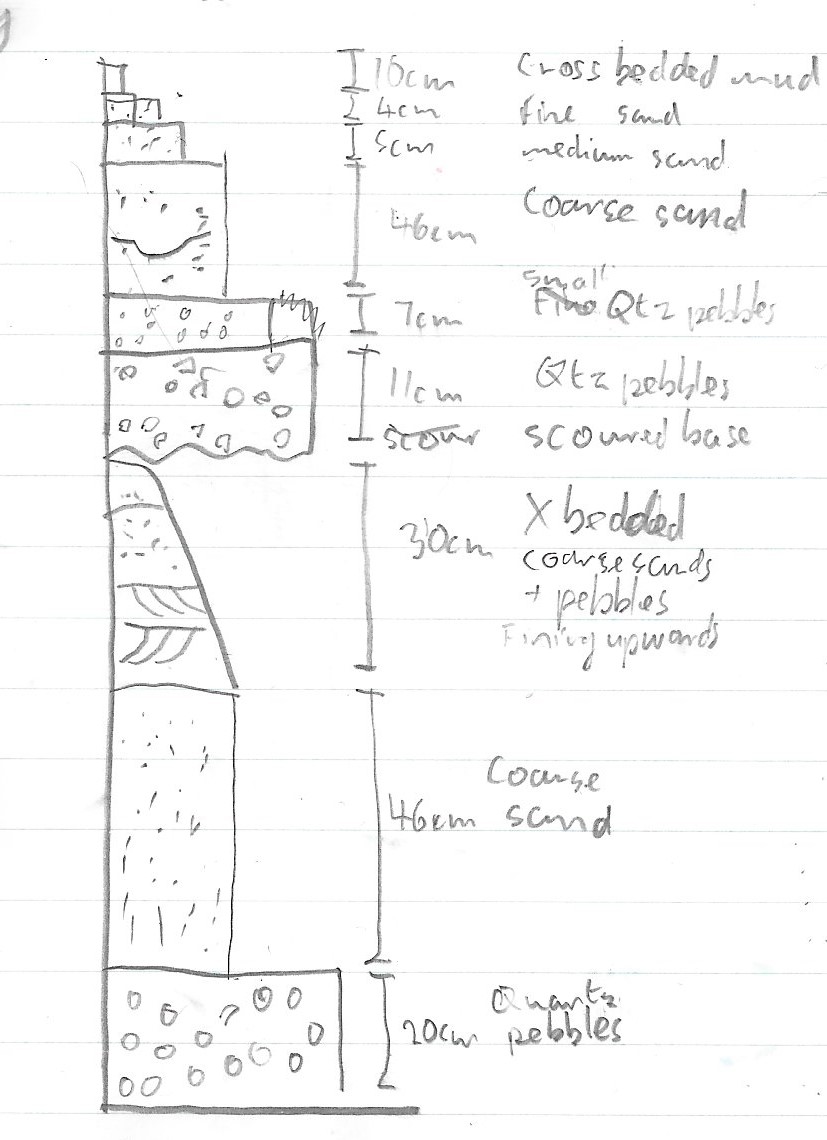 10cm Cross bedded mud
4cm fine sand
5cm medium sand
46cm Coarse sand
small
7cm Fine Qtz pebbles
11cm Qtz pebbles
scour scoured base
30cm X bedded
coarse sands
+ pebbles
Fining upwards
Coarse
46cm sand
Quartz
20cm pebbles